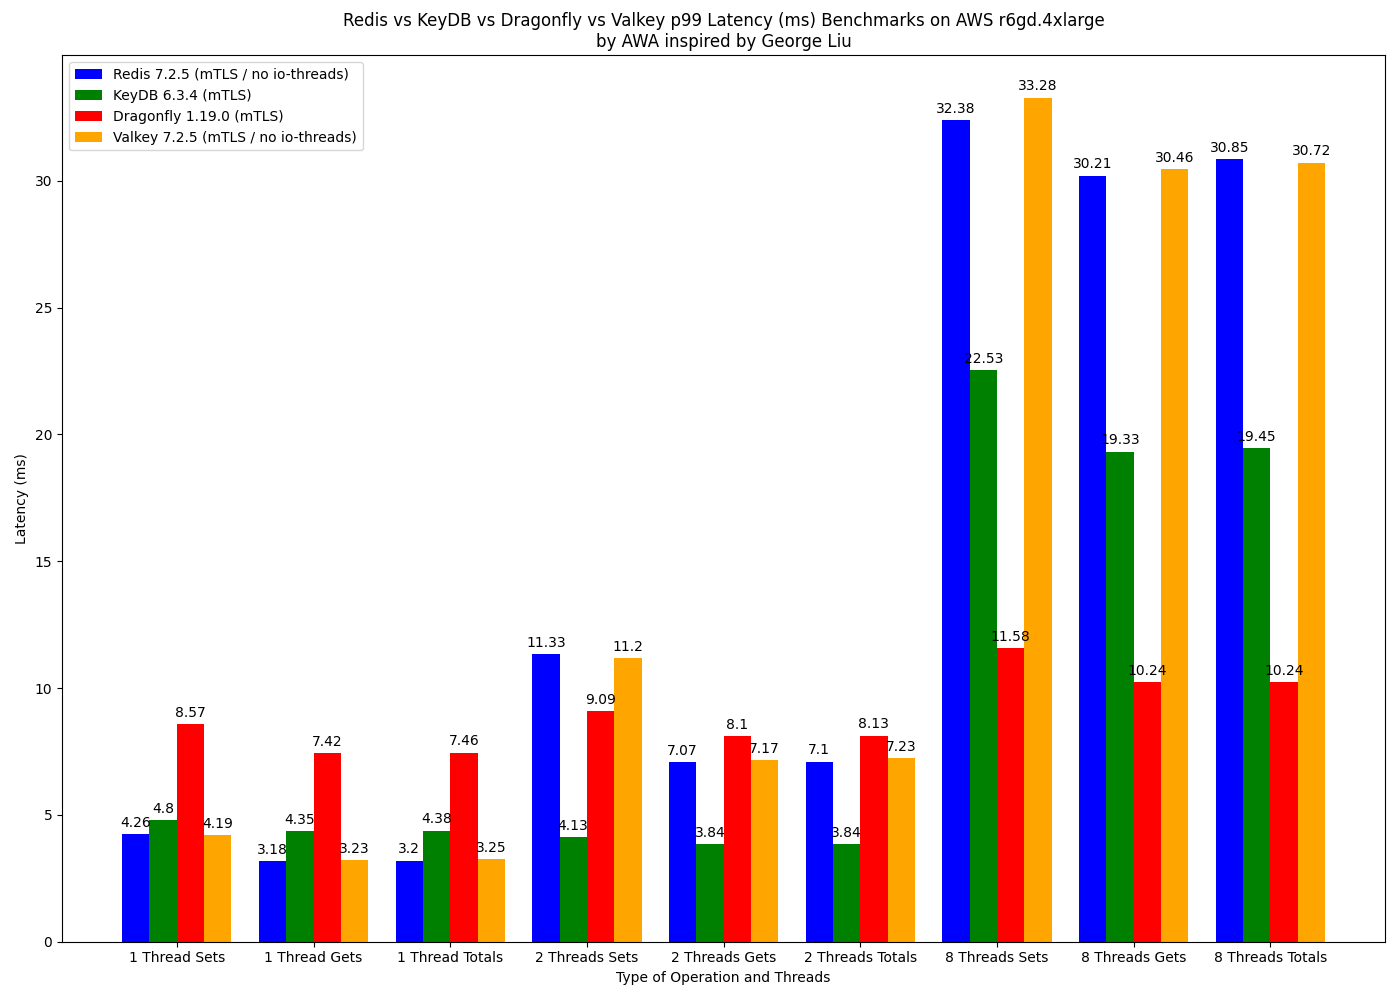 Redis vs KeyDB vs Dragonfly vs Valkey p99 Latency (ms) Benchmarks on AWS r6gd.4xlarge
by AWA inspired by George Liu
Redis 7.2.5 (mTLS / no io-threads)
KeyDB 6.3.4 (mTLS)
Dragonfly 1.19.0 (mTLS)
Valkey 7.2.5 (mTLS / no io-threads)
Latency (ms)
30
25
20
15
10
5
0
4.26 4.8 8.57 4.19
3.18 4.35 7.42 3.23
3.2 4.38 7.46 3.25
11.33 4.13 9.09 11.2
7.07 3.84 8.1 7.17
7.1 3.84 8.13 7.23
32.38 22.53 11.58 33.28
30.21 19.33 10.24 30.46
30.85 19.45 10.24 30.72
1 Thread Sets 1 Thread Gets 1 Thread Totals 2 Threads Sets 2 Threads Gets 2 Threads Totals 8 Threads Sets 8 Threads Gets 8 Threads Totals
Type of Operation and Threads